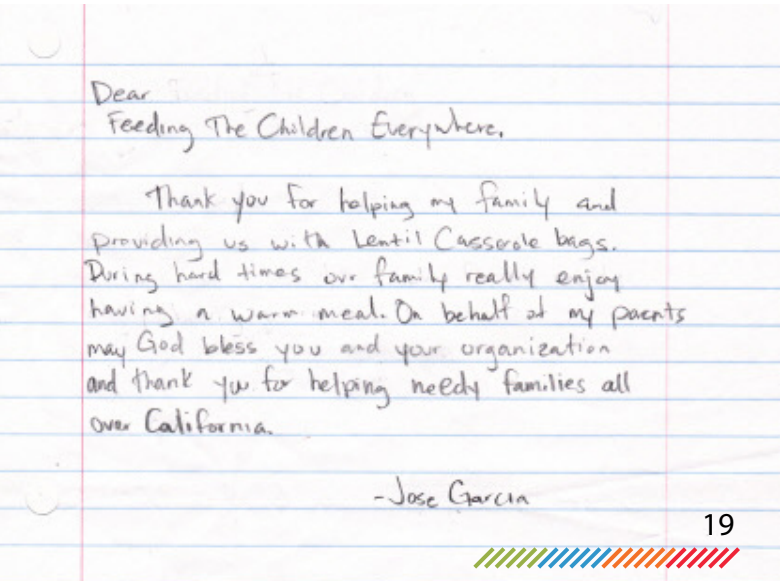 Dear
Feeding The Children Everywhere,
Thank you for helping my family and
providing us with Lentil Casserole bags.
During hard times our family really enjoy
having a warm meal. On behalf of my parents
may God bless you and your organization
and thank you for helping needy families all
over California.
-Jose Garcia
19